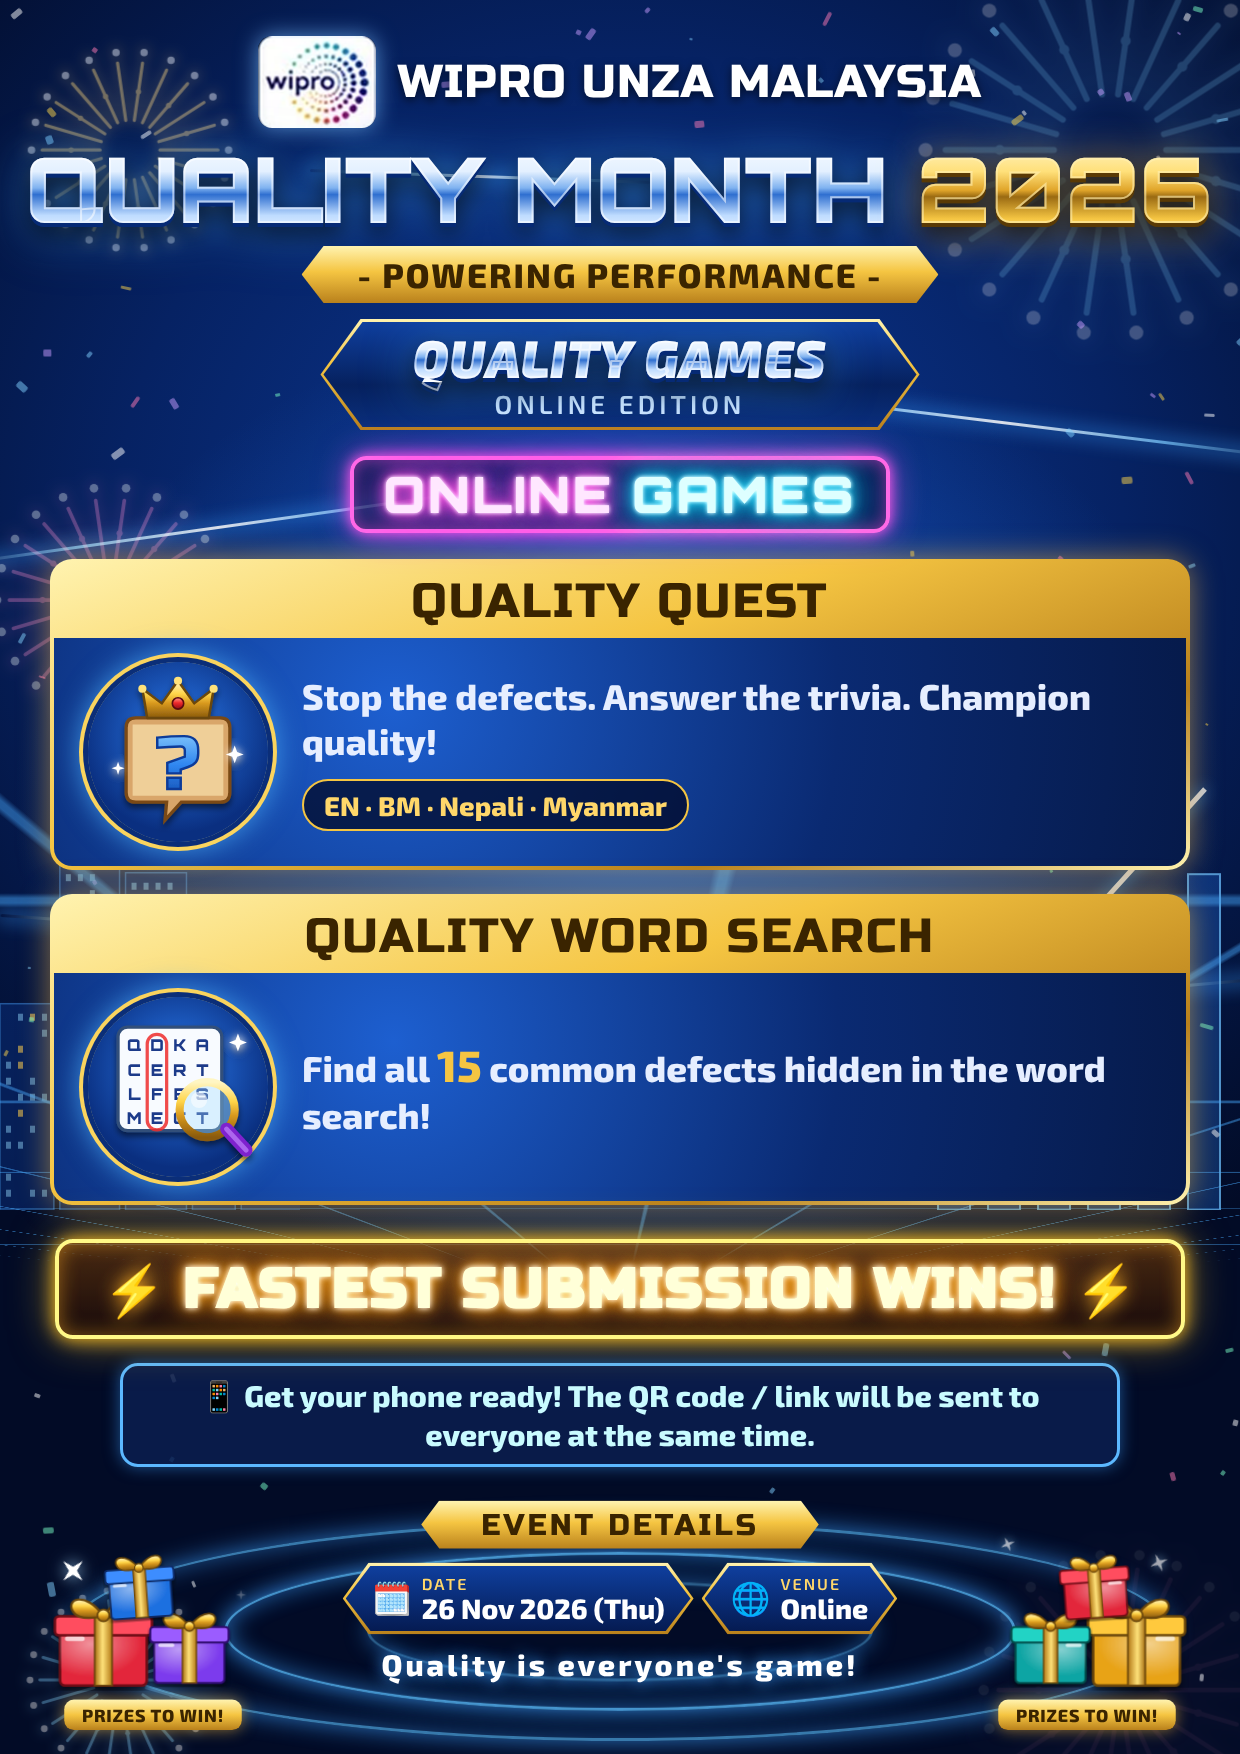 wipro
WIPRO UNZA MALAYSIA
QUALITY MONTH 2026
- POWERING PERFORMANCE -
QUALITY GAMES
ONLINE EDITION
ONLINE GAMES
QUALITY QUEST
?
Stop the defects. Answer the trivia. Champion
quality!
EN · BM · Nepali · Myanmar
QUALITY WORD SEARCH
Q D K A
C E R T
L F E S
M E C T
Find all 15 common defects hidden in the word
search!
⚡ FASTEST SUBMISSION WINS! ⚡
📱 Get your phone ready! The QR code / link will be sent to
everyone at the same time.
EVENT DETAILS
DATE
26 Nov 2026 (Thu)
VENUE
Online
Quality is everyone's game!
PRIZES TO WIN!
PRIZES TO WIN!